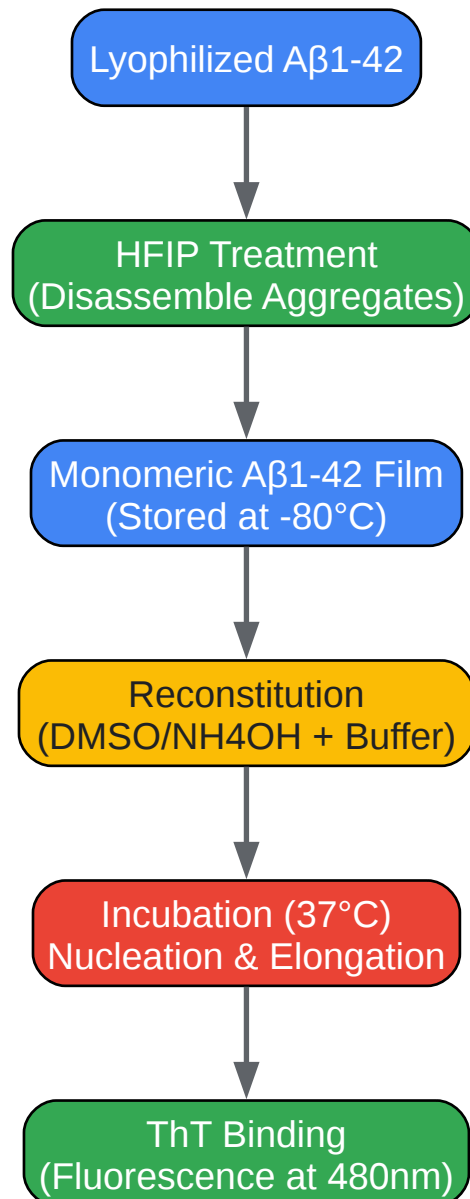 Lyophilized Aβ1-42
HFIP Treatment
(Disassemble Aggregates)
Monomeric Aβ1-42 Film
(Stored at -80°C)
Reconstitution
(DMSO/NH4OH + Buffer)
Incubation (37°C)
Nucleation & Elongation
ThT Binding
(Fluorescence at 480nm)